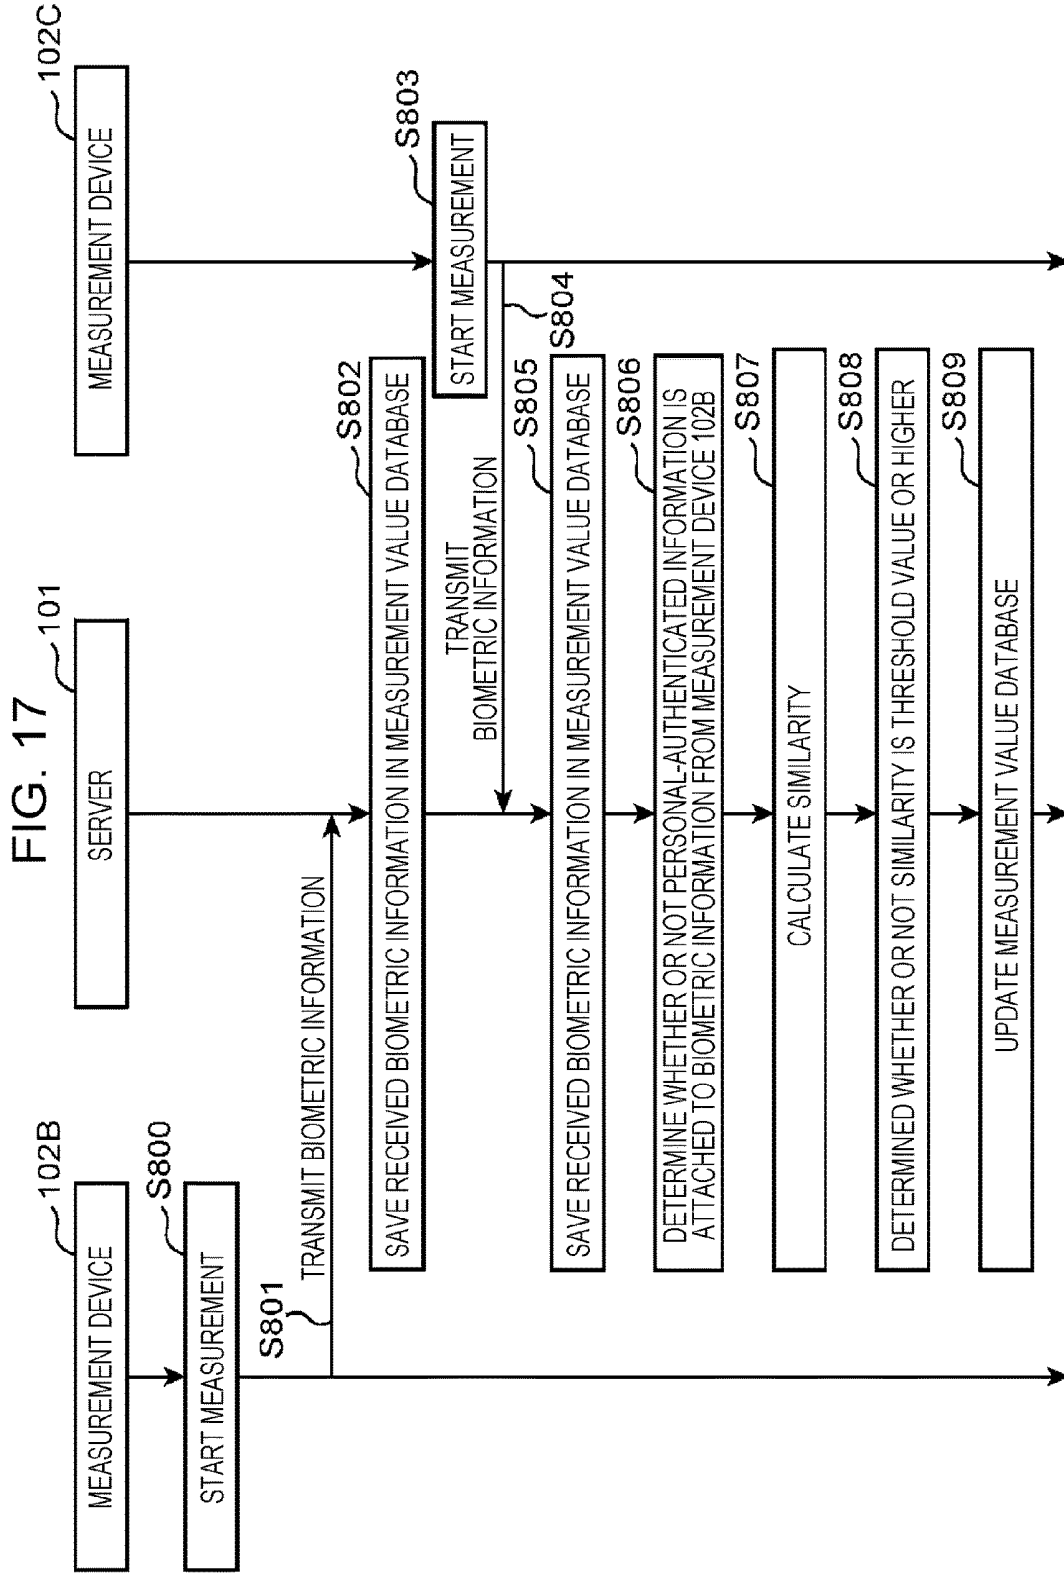 FIG. 17
102B
MEASUREMENT DEVICE
101
SERVER
102C
MEASUREMENT DEVICE
S800
START MEASUREMENT
S801
TRANSMIT BIOMETRIC INFORMATION
S802
SAVE RECEIVED BIOMETRIC INFORMATION IN MEASUREMENT VALUE DATABASE
S803
START MEASUREMENT
TRANSMIT
BIOMETRIC INFORMATION
S804
S805
SAVE RECEIVED BIOMETRIC INFORMATION IN MEASUREMENT VALUE DATABASE
S806
DETERMINE WHETHER OR NOT PERSONAL-AUTHENTICATED INFORMATION IS
ATTACHED TO BIOMETRIC INFORMATION FROM MEASUREMENT DEVICE 102B
S807
CALCULATE SIMILARITY
S808
DETERMINED WHETHER OR NOT SIMILARITY IS THRESHOLD VALUE OR HIGHER
S809
UPDATE MEASUREMENT VALUE DATABASE